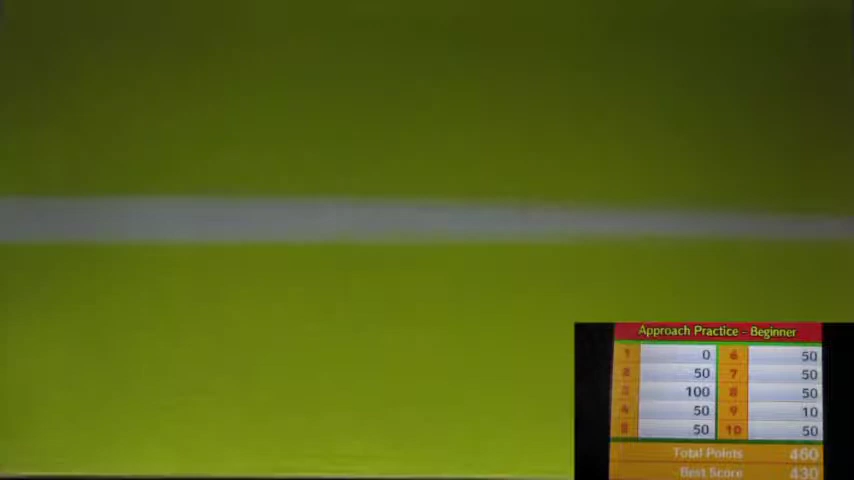 Approach Practice - Beginner
1 0 6 50
2 50 7 50
3 100 8 50
4 50 9 10
5 50 10 50
Total Points 460
Best Score 430